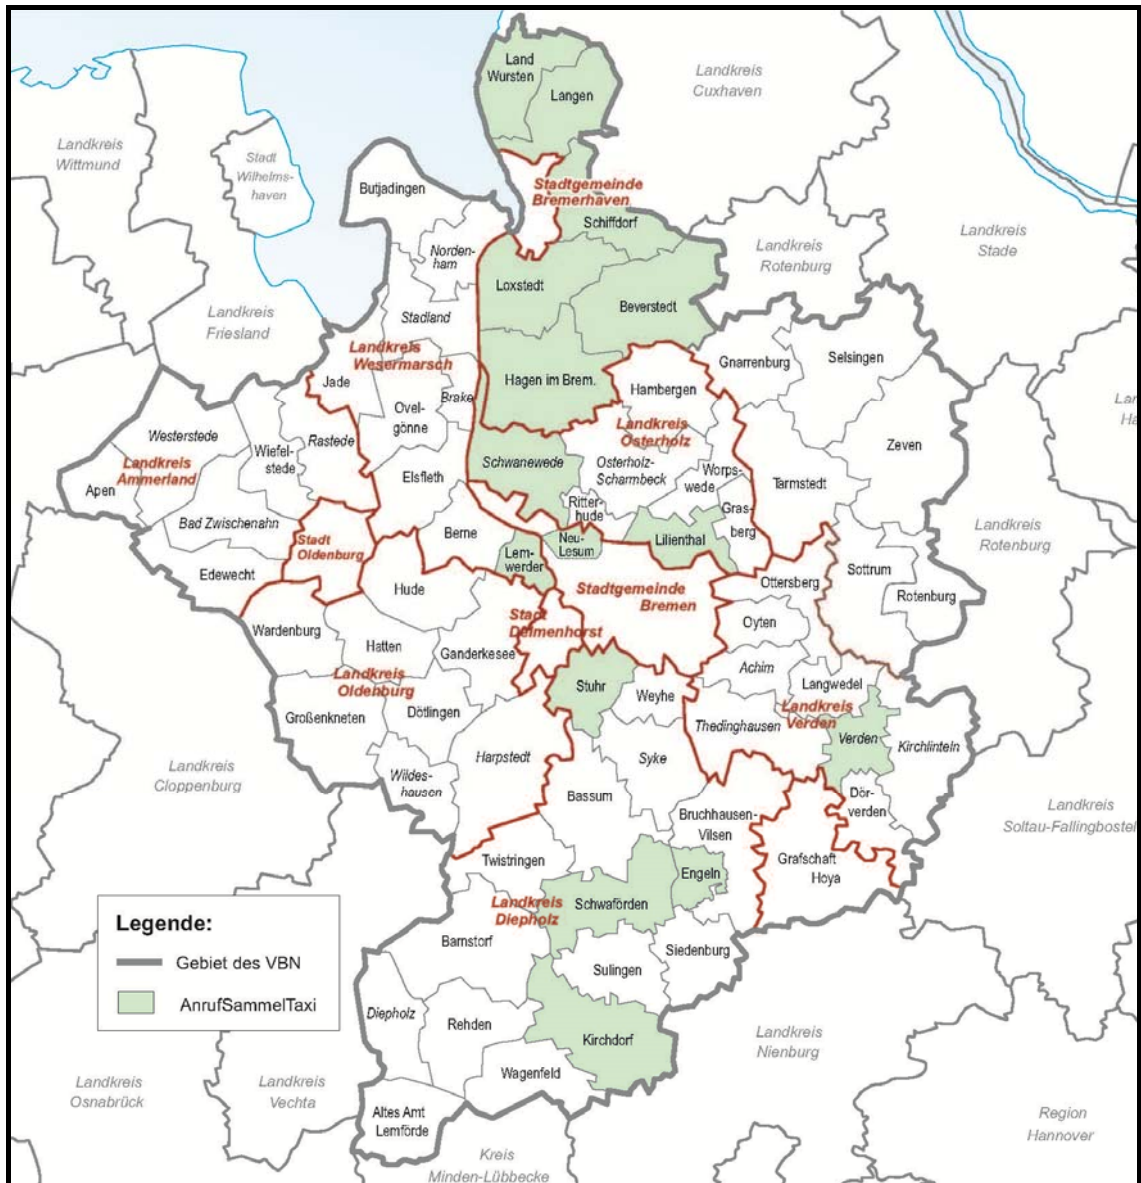 Land
Wursten
Langen
Landkreis
Cuxhaven
Landkreis
Wittmund
Stadt
Wilhelms-
haven
Butjadingen
Stadtgemeinde
Bremerhaven
Schiffdorf
Norden-
ham
Landkreis
Rotenburg
Landkreis
Stade
Loxstedt
Beverstedt
Landkreis
Friesland
Stadland
Landkreis
Wesermarsch
Gnarrenburg
Selsingen
Jade
Hagen im Brem.
Hambergen
Brake
Ovel-
gönne
Landkreis
Osterholz
Westerstede
Rastede
Wiefel-
stede
Zeven
Landkreis
Ammerland
Schwanewede
Osterholz-
Scharmbeck
Worps-
wede
Apen
Elsfleth
Tarmstedt
Bad Zwischenahn
Ritter-
hude
Gras-
berg
Landkreis
Rotenburg
Stadt
Oldenburg
Berne
Neu-
Lesum
Lilienthal
Lem-
werder
Edewecht
Hude
Stadtgemeinde
Bremen
Ottersberg
Sottrum
Rotenburg
Stadt
Delmenhorst
Oyten
Wardenburg
Hatten
Ganderkesee
Achim
Landkreis
Oldenburg
Stuhr
Weyhe
Langwedel
Landkreis
Verden
Großenkneten
Dötlingen
Thedinghausen
Verden
Kirchlinteln
Harpstedt
Syke
Landkreis
Cloppenburg
Wildes-
hausen
Bassum
Dör-
verden
Landkreis
Soltau-Fallingbostel
Bruchhausen-
Vilsen
Twistringen
Grafschaft
Hoya
Engeln
Landkreis
Diepholz
Schwaförden
Legende:
Gebiet des VBN
AnrufSammelTaxi
Barnstorf
Siedenburg
Sulingen
Diepholz
Rehden
Kirchdorf
Landkreis
Nienburg
Wagenfeld
Landkreis
Osnabrück
Landkreis
Vechta
Altes Amt
Lemförde
Region
Hannover
Kreis
Minden-Lübbecke